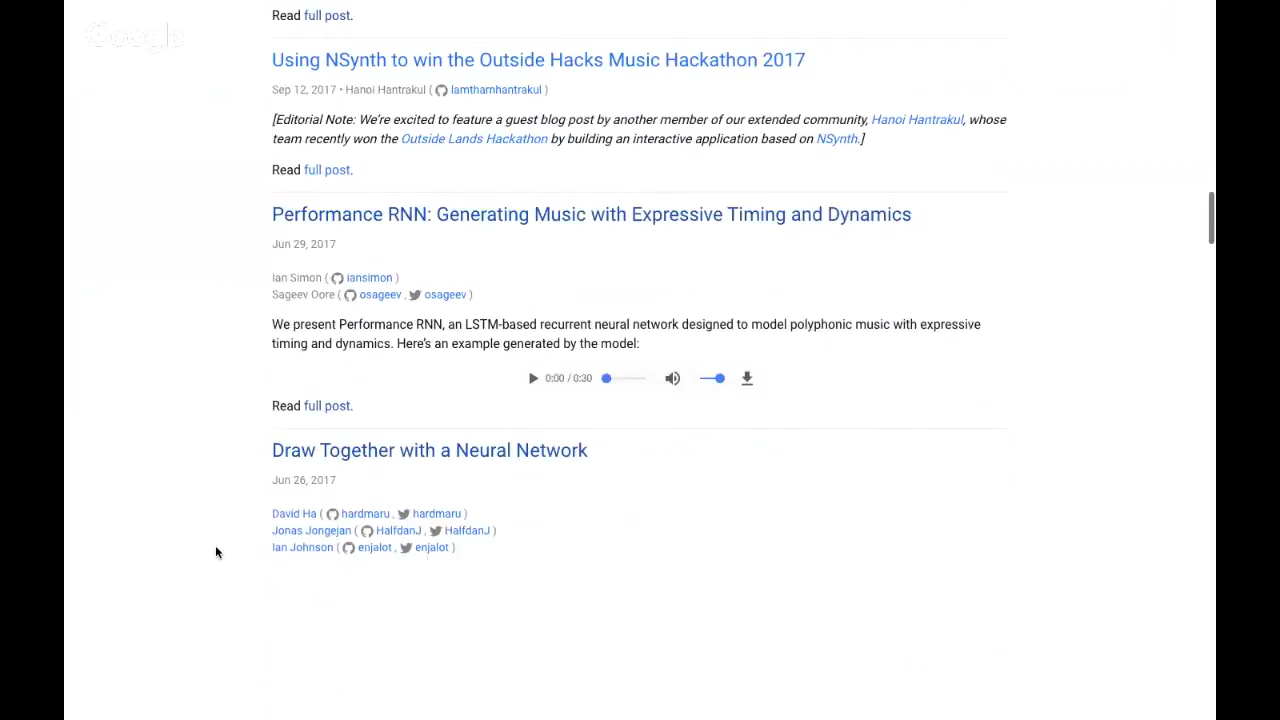 Google
Read full post.
Using NSynth to win the Outside Hacks Music Hackathon 2017
Sep 12, 2017 • Hanoi Hantrakul ( lamtharnhantrakul )
[Editorial Note: We're excited to feature a guest blog post by another member of our extended community, Hanoi Hantrakul, whose
team recently won the Outside Lands Hackathon by building an interactive application based on NSynth.]
Read full post.
Performance RNN: Generating Music with Expressive Timing and Dynamics
Jun 29, 2017
Ian Simon ( iansimon )
Sageev Oore ( osageev , osageev )
We present Performance RNN, an LSTM-based recurrent neural network designed to model polyphonic music with expressive
timing and dynamics. Here's an example generated by the model:
0:00 / 0:30
Read full post.
Draw Together with a Neural Network
Jun 26, 2017
David Ha ( hardmaru , hardmaru )
Jonas Jongejan ( HalfdanJ , HalfdanJ )
Ian Johnson ( enjalot , enjalot )